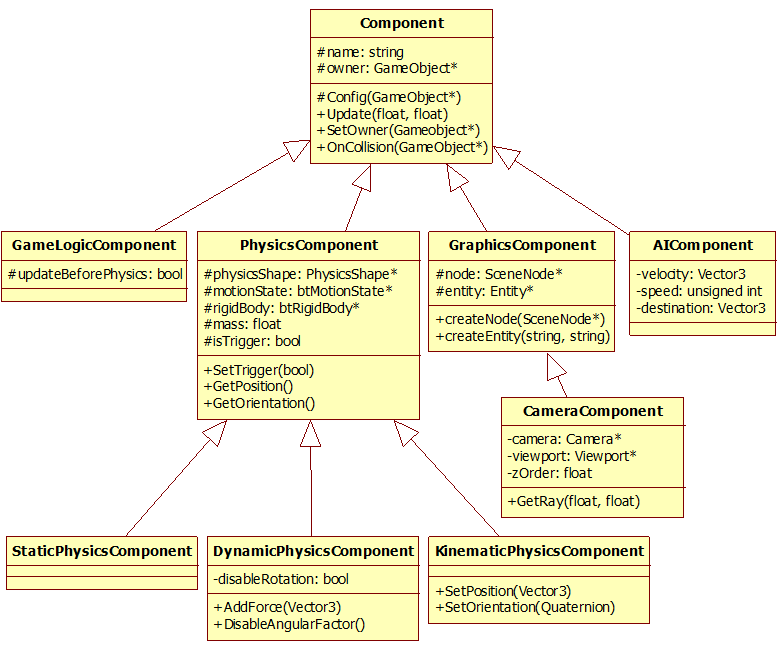 Component
#name: string
#owner: GameObject*
#Config(GameObject*)
+Update(float, float)
+SetOwner(Gameobject*)
+OnCollision(GameObject*)
GameLogicComponent
#updateBeforePhysics: bool
PhysicsComponent
#physicsShape: PhysicsShape*
#motionState: btMotionState*
#rigidBody: btRigidBody*
#mass: float
#isTrigger: bool
+SetTrigger(bool)
+GetPosition()
+GetOrientation()
GraphicsComponent
#node: SceneNode*
#entity: Entity*
+createNode(SceneNode*)
+createEntity(string, string)
AIComponent
-velocity: Vector3
-speed: unsigned int
-destination: Vector3
CameraComponent
-camera: Camera*
-viewport: Viewport*
-zOrder: float
+GetRay(float, float)
StaticPhysicsComponent
DynamicPhysicsComponent
-disableRotation: bool
+AddForce(Vector3)
+DisableAngularFactor()
KinematicPhysicsComponent
+SetPosition(Vector3)
+SetOrientation(Quaternion)